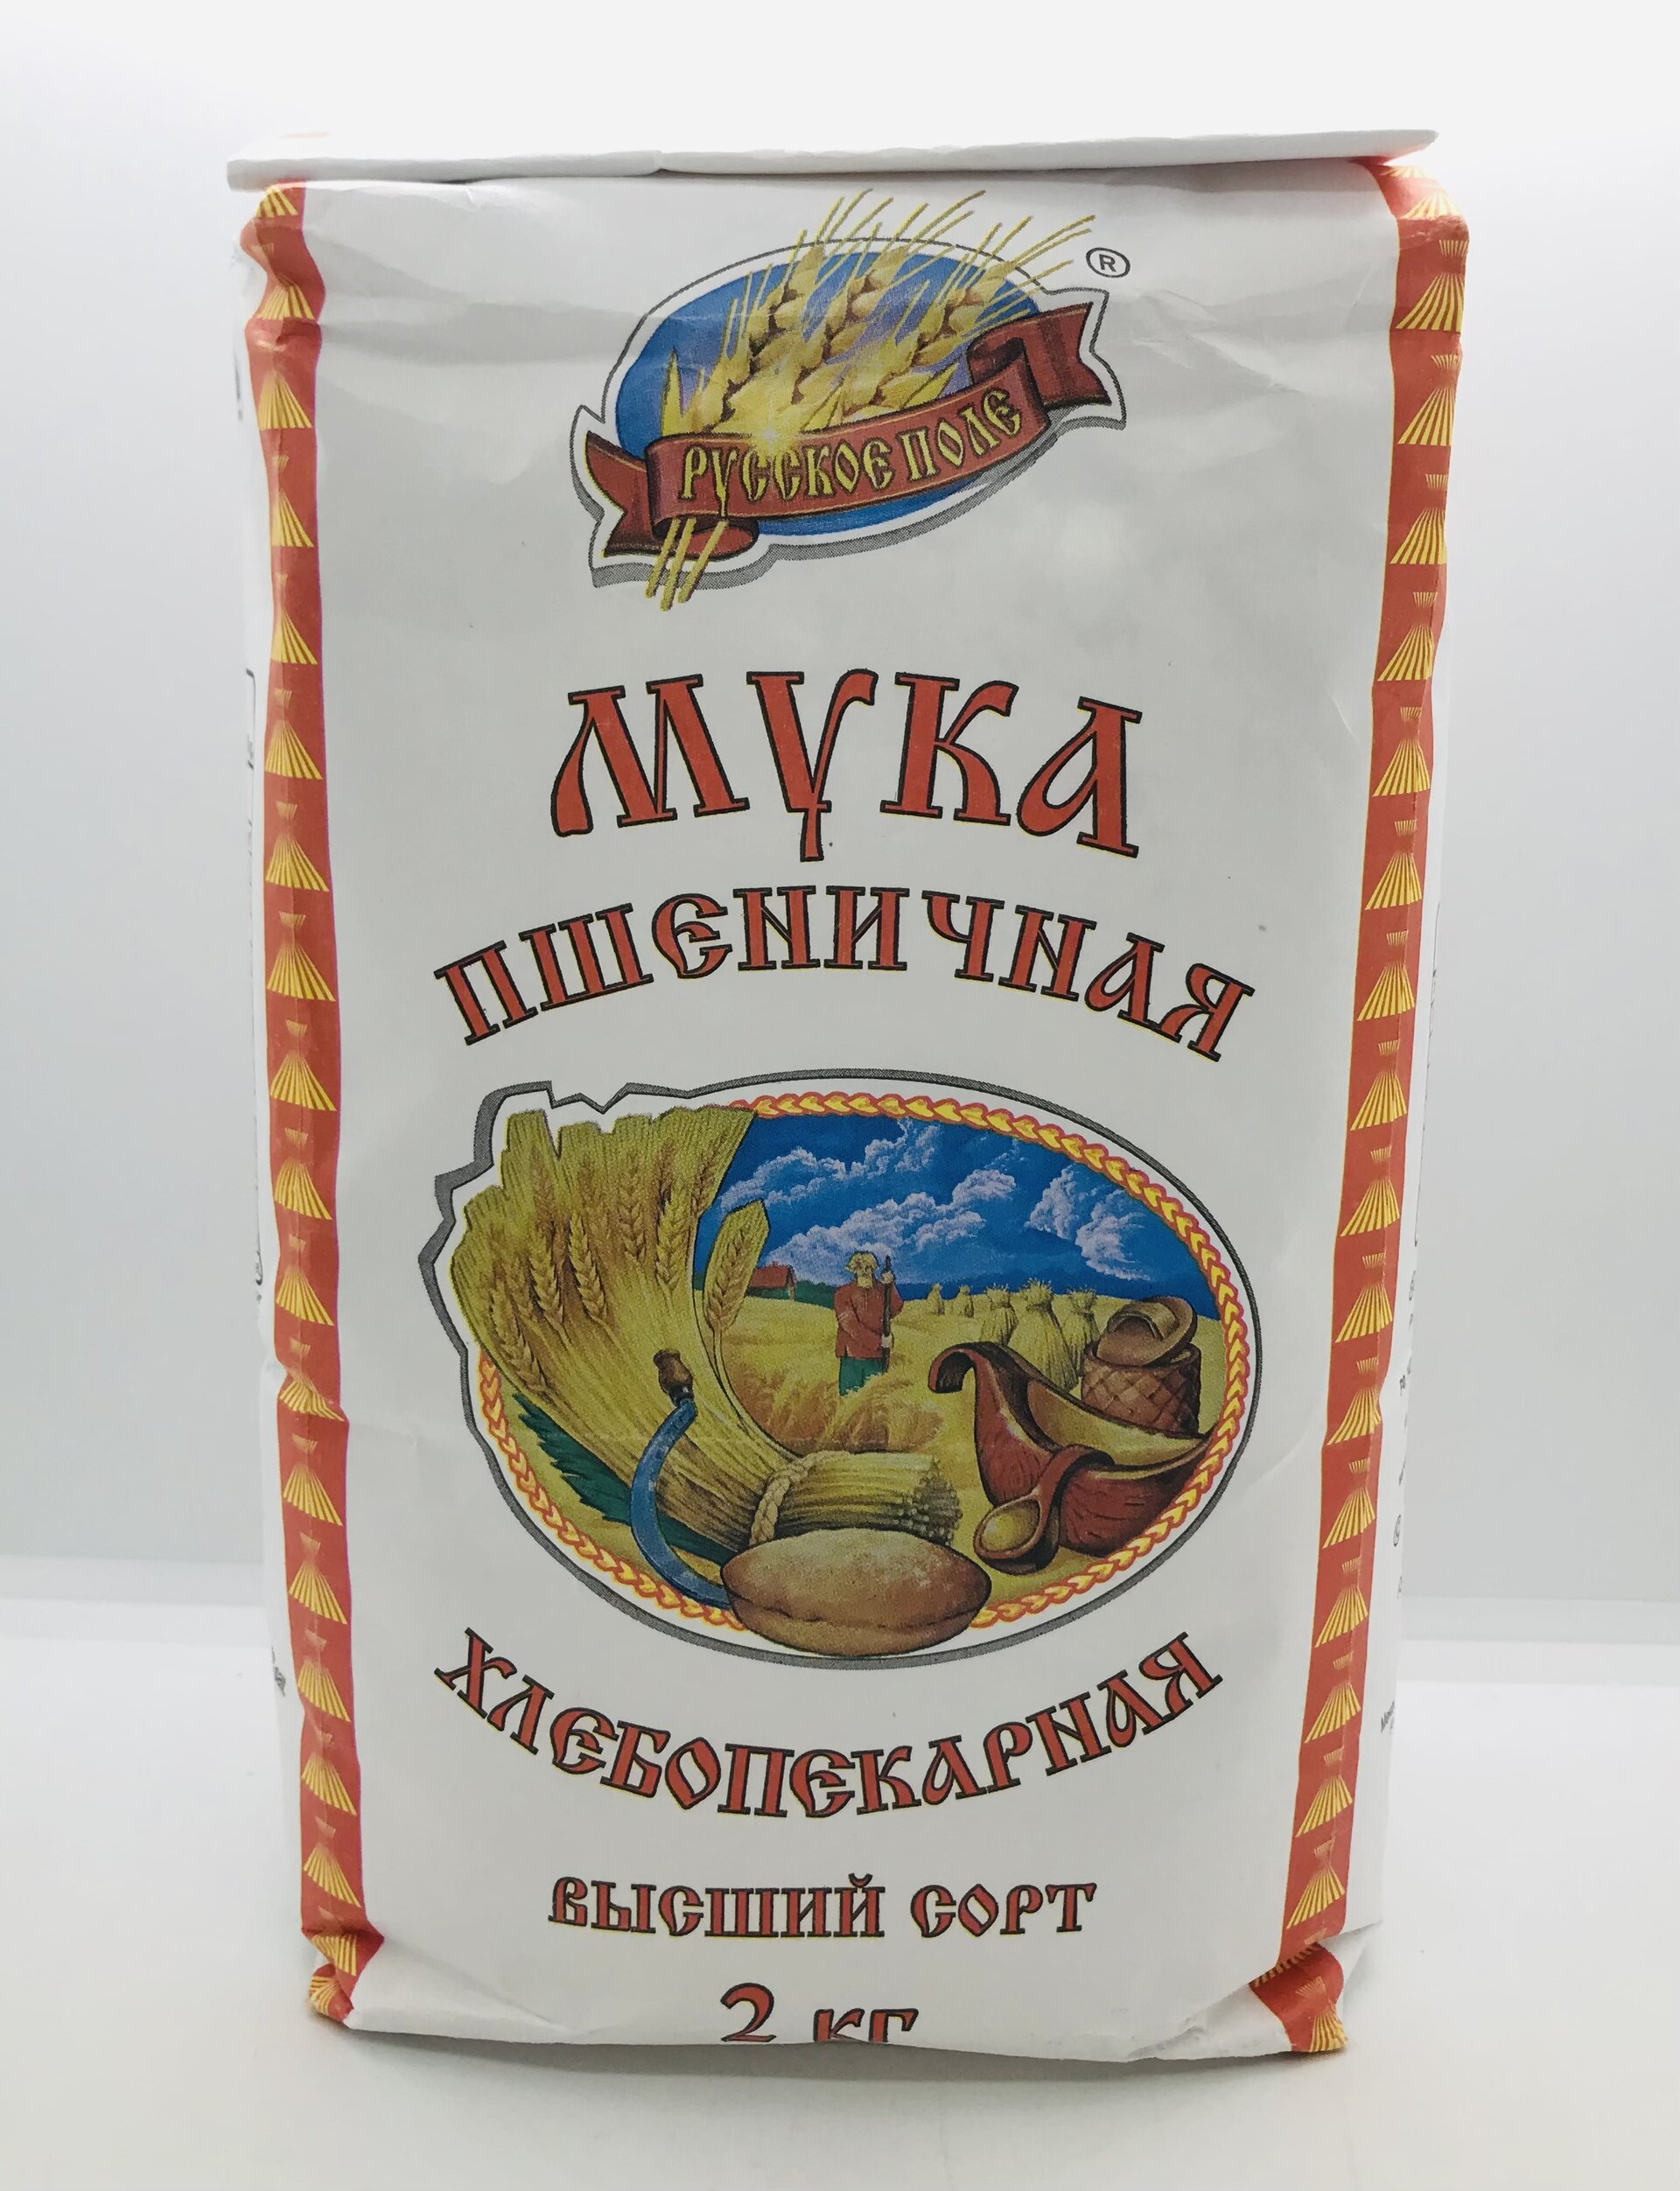 ®
РУССКОЕ ПОЛЕ
МУКА
ПШЕНИЧНАЯ
ХЛЕБОПЕКАРНАЯ
ВЫСШИЙ СОРТ
2 кг